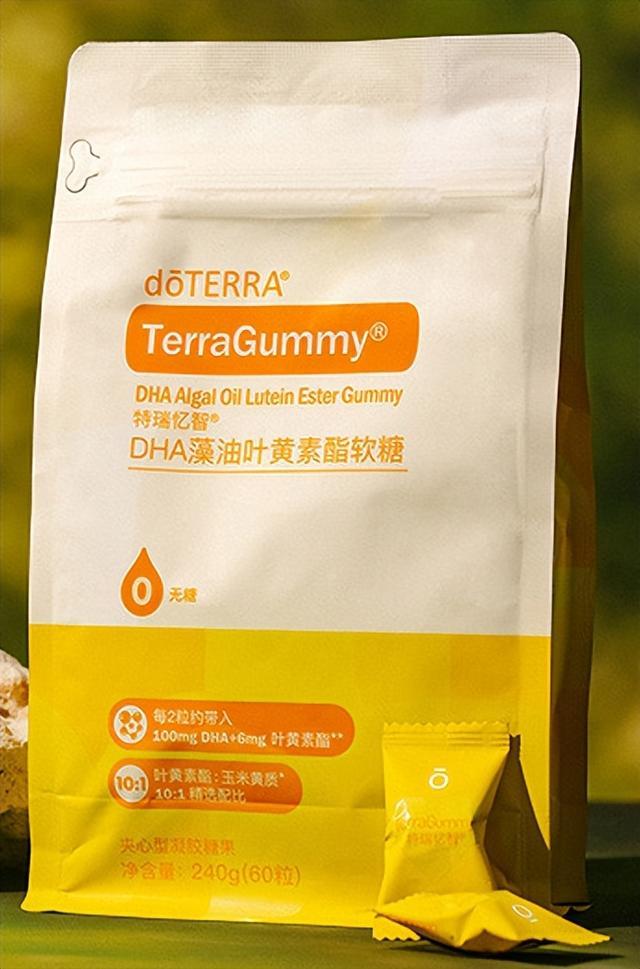 dōTERRA®
TerraGummy®
DHA Algal Oil Lutein Ester Gummy
特瑞忆智®
DHA藻油叶黄素酯软糖
0 无糖
每2粒约带入
100mg DHA+6mg 叶黄素酯**
10:1 叶黄素酯:玉米黄质*
10:1 精选配比
夹心型凝胶糖果
净含量: 240g(60粒)
ō
TerraGummy
特瑞忆智®
ō